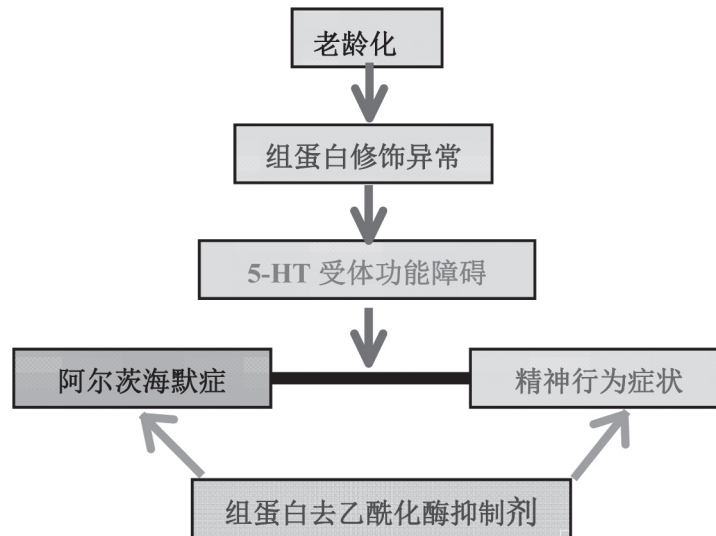 老龄化
组蛋白修饰异常
5-HT 受体功能障碍
阿尔茨海默症
精神行为症状
组蛋白去乙酰化酶抑制剂